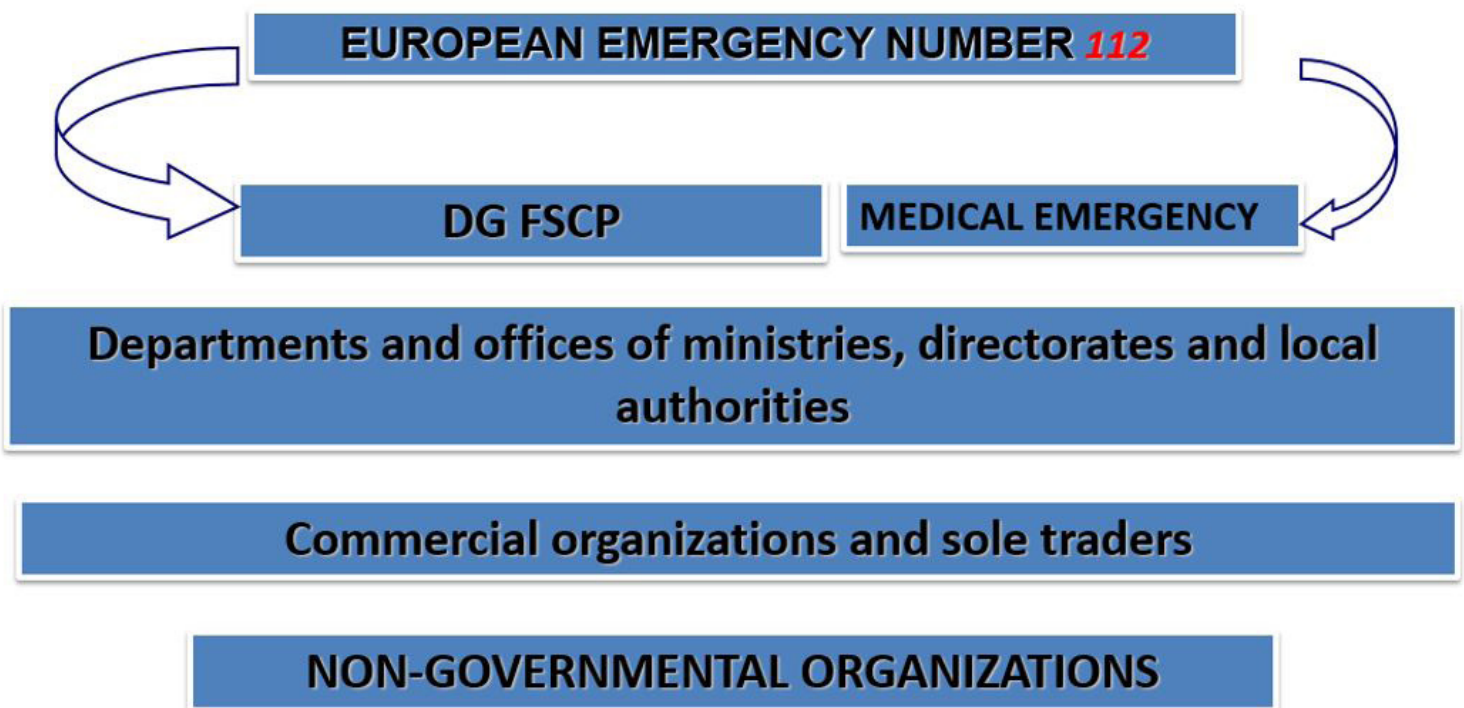 EUROPEAN EMERGENCY NUMBER 112
DG FSCP
MEDICAL EMERGENCY
Departments and offices of ministries, directorates and local
authorities
Commercial organizations and sole traders
NON-GOVERNMENTAL ORGANIZATIONS